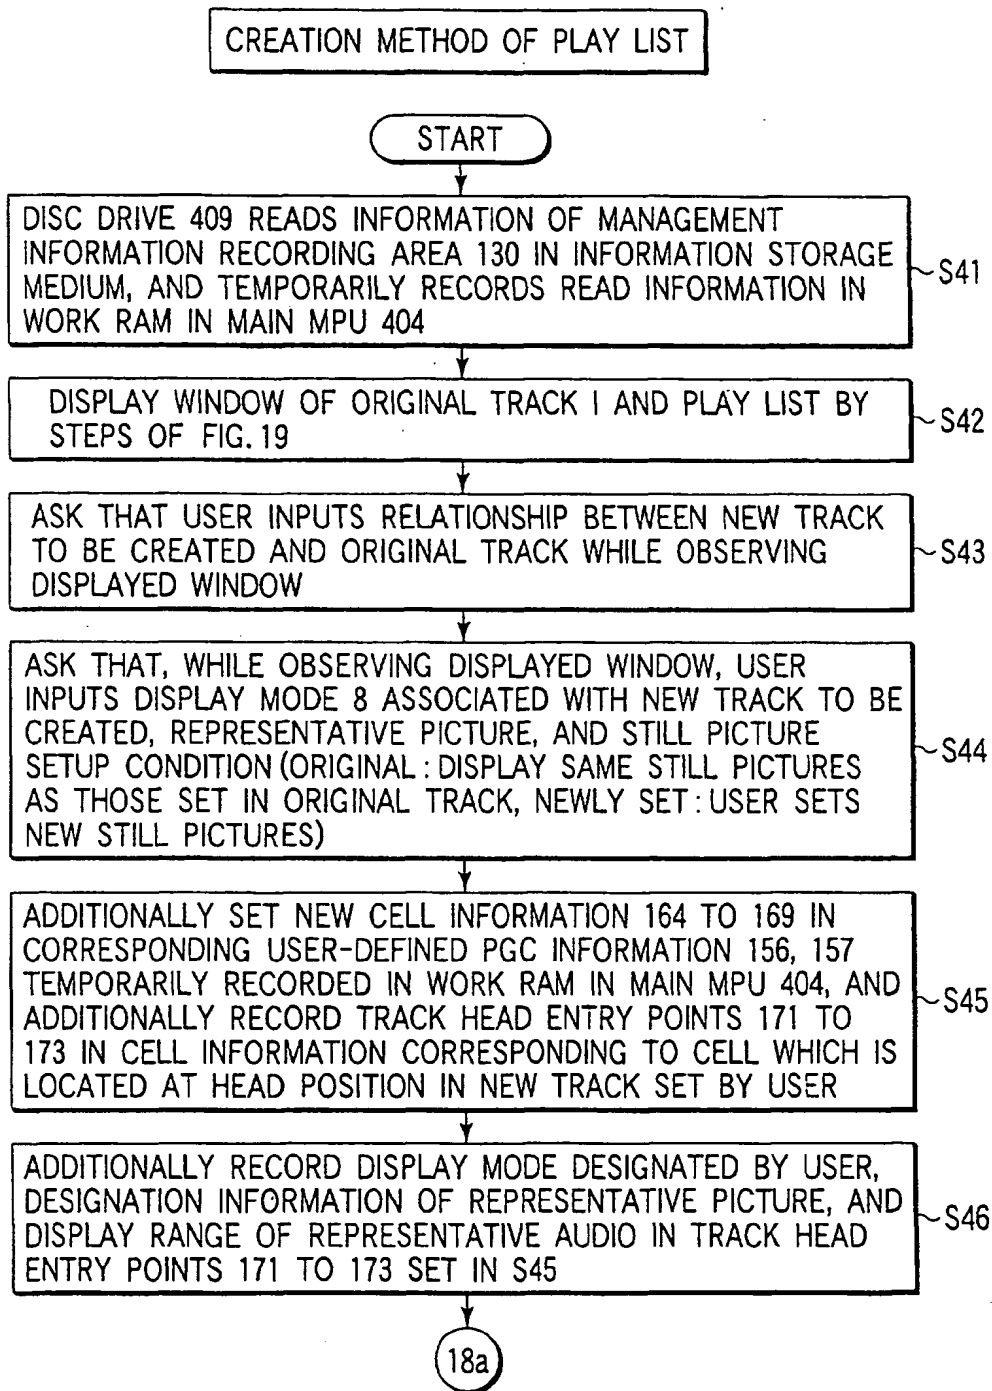 CREATION METHOD OF PLAY LIST
START
DISC DRIVE 409 READS INFORMATION OF MANAGEMENT
INFORMATION RECORDING AREA 130 IN INFORMATION STORAGE
MEDIUM, AND TEMPORARILY RECORDS READ INFORMATION IN
WORK RAM IN MAIN MPU 404
S41
DISPLAY WINDOW OF ORIGINAL TRACK I AND PLAY LIST BY
STEPS OF FIG. 19
S42
ASK THAT USER INPUTS RELATIONSHIP BETWEEN NEW TRACK
TO BE CREATED AND ORIGINAL TRACK WHILE OBSERVING
DISPLAYED WINDOW
S43
ASK THAT, WHILE OBSERVING DISPLAYED WINDOW, USER
INPUTS DISPLAY MODE 8 ASSOCIATED WITH NEW TRACK TO BE
CREATED, REPRESENTATIVE PICTURE, AND STILL PICTURE
SETUP CONDITION (ORIGINAL : DISPLAY SAME STILL PICTURES
AS THOSE SET IN ORIGINAL TRACK, NEWLY SET : USER SETS
NEW STILL PICTURES)
S44
ADDITIONALLY SET NEW CELL INFORMATION 164 TO 169 IN
CORRESPONDING USER-DEFINED PGC INFORMATION 156, 157
TEMPORARILY RECORDED IN WORK RAM IN MAIN MPU 404, AND
ADDITIONALLY RECORD TRACK HEAD ENTRY POINTS 171 TO
173 IN CELL INFORMATION CORRESPONDING TO CELL WHICH IS
LOCATED AT HEAD POSITION IN NEW TRACK SET BY USER
S45
ADDITIONALLY RECORD DISPLAY MODE DESIGNATED BY USER,
DESIGNATION INFORMATION OF REPRESENTATIVE PICTURE, AND
DISPLAY RANGE OF REPRESENTATIVE AUDIO IN TRACK HEAD
ENTRY POINTS 171 TO 173 SET IN S45
S46
18a